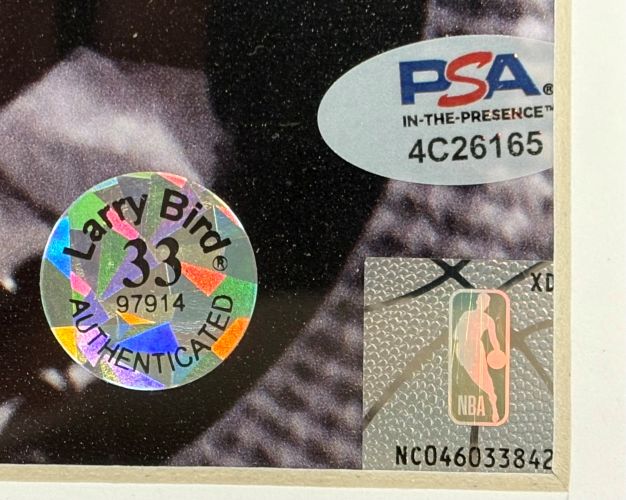 PSA®
IN-THE-PRESENCE™
4C26165
Larry Bird®
33
97914
AUTHENTICATED
XD
NBA
NC046033842